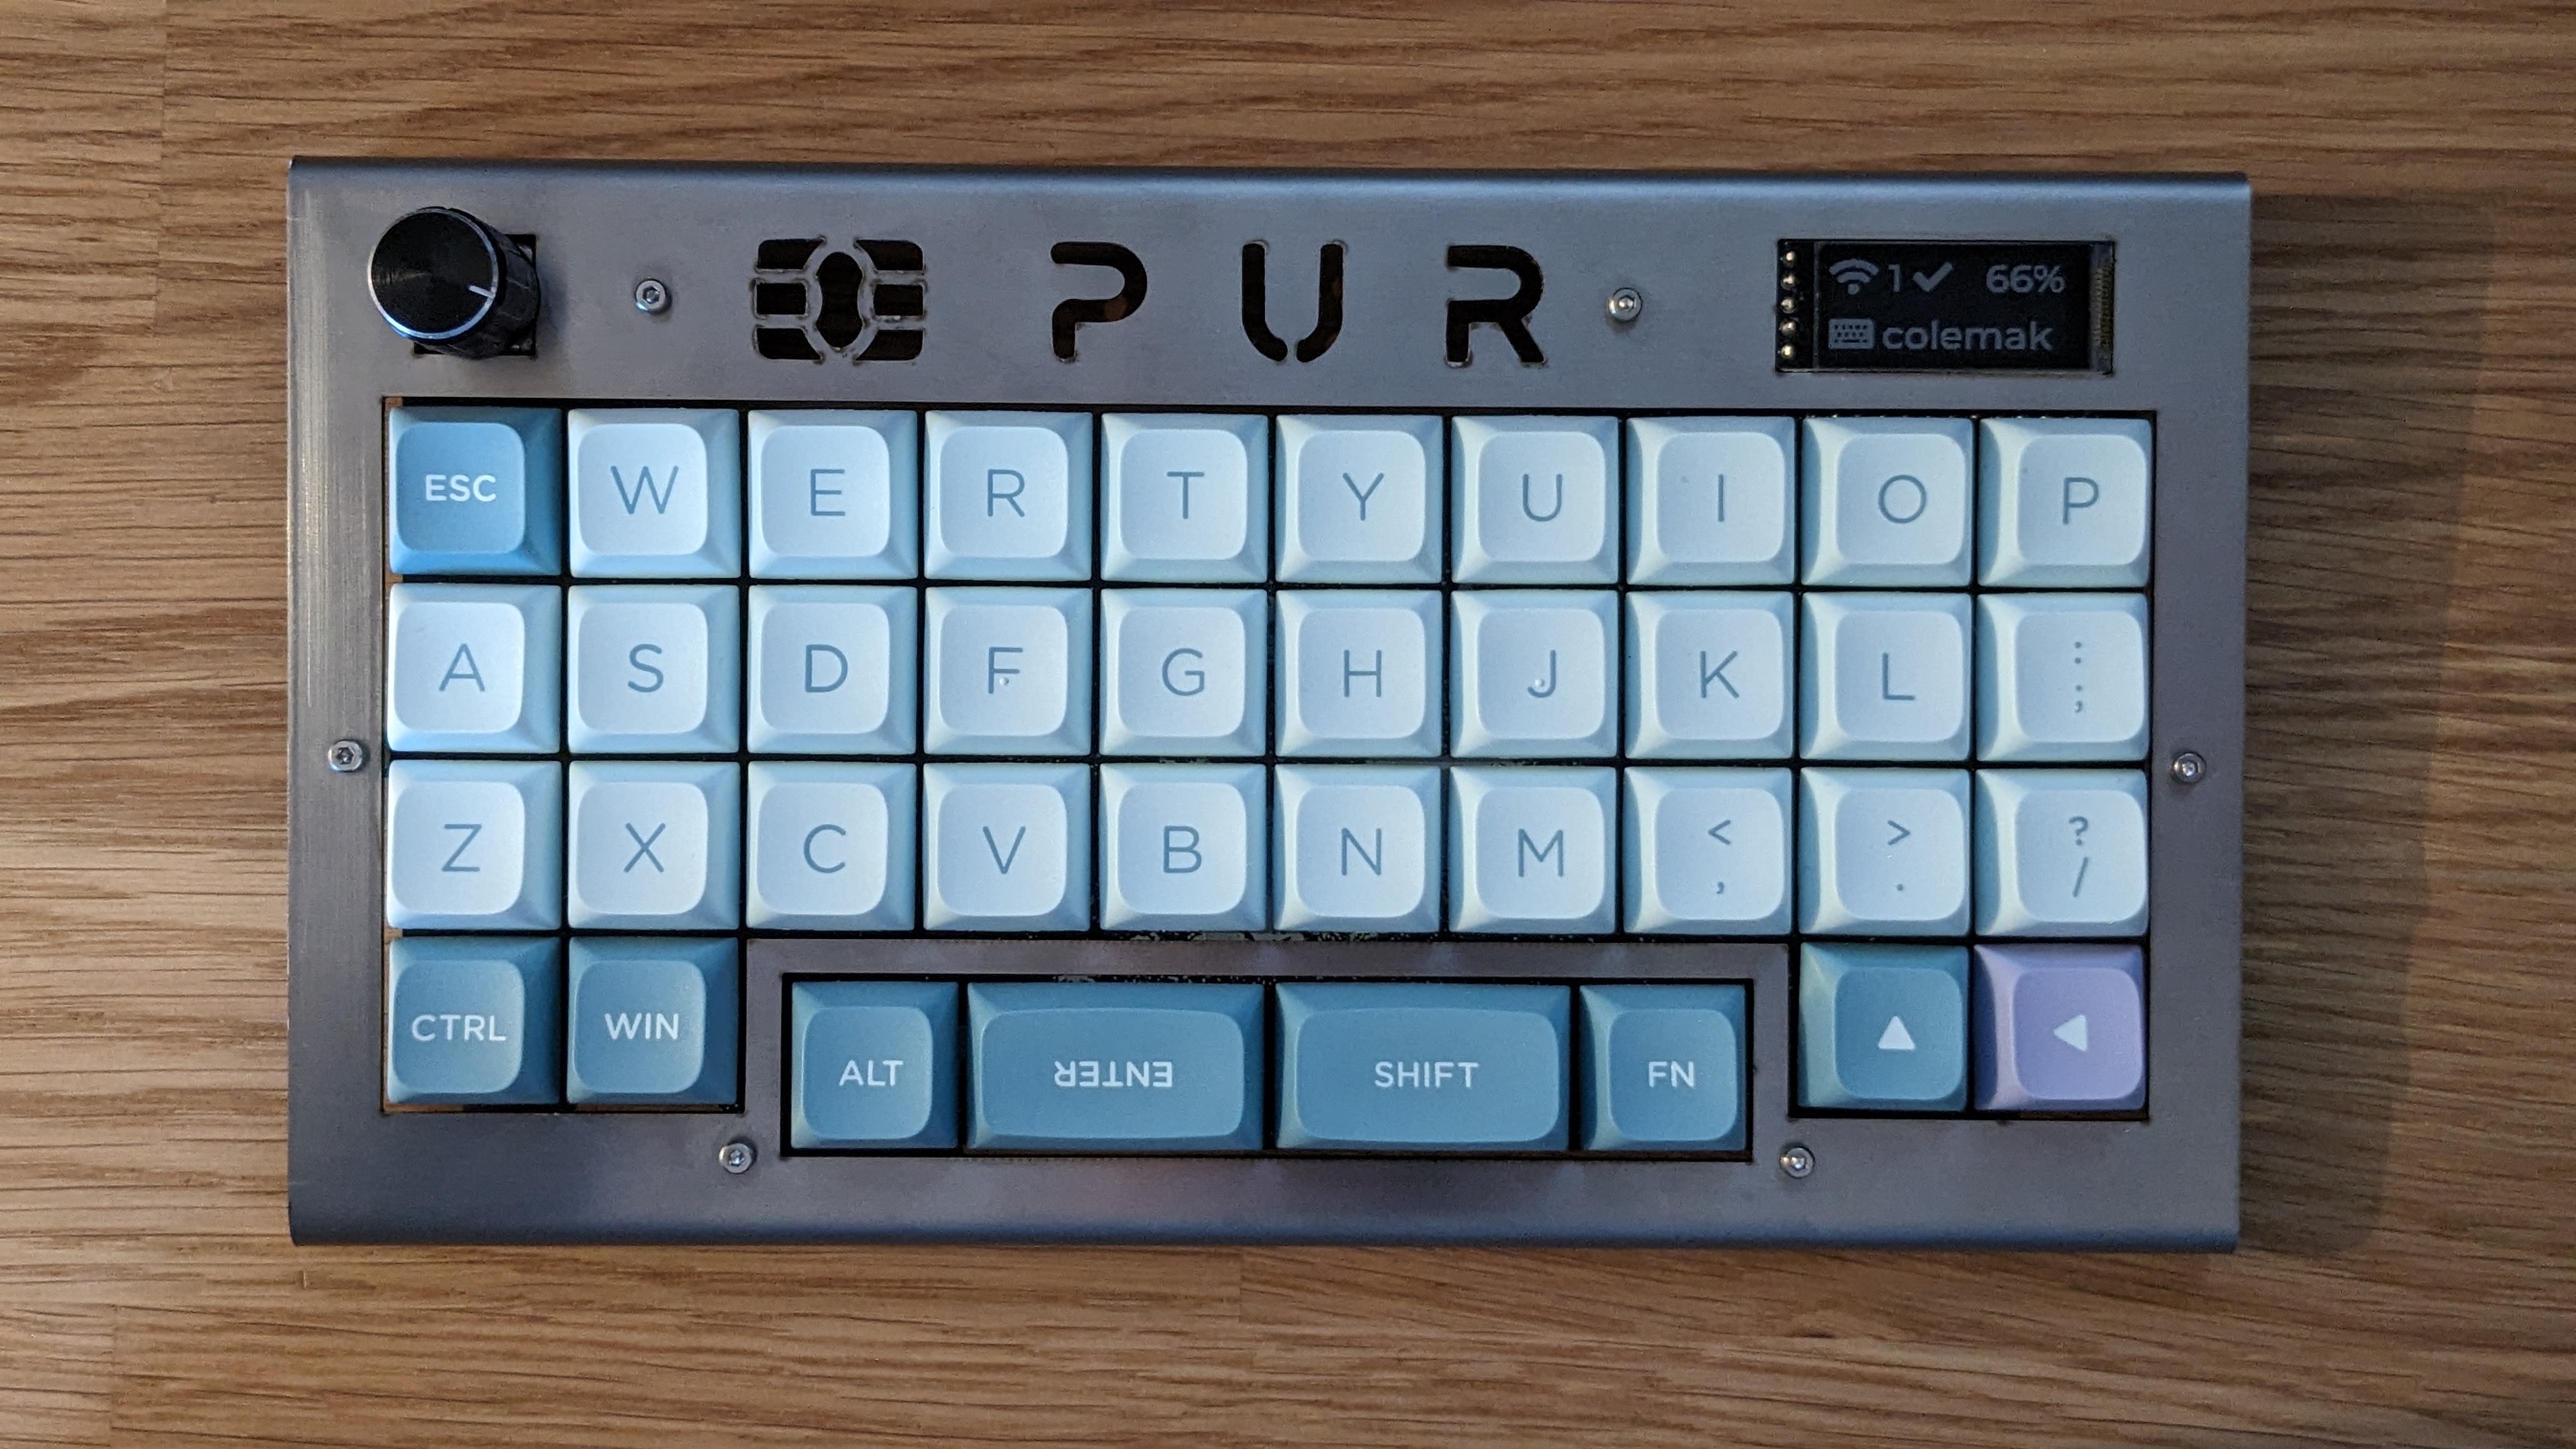 PUR
1 66%
colemak
ESC W E R T Y U I O P
A S D F G H J K L : ;
Z X C V B N M < , > . ? /
CTRL WIN ALT ENTER SHIFT FN